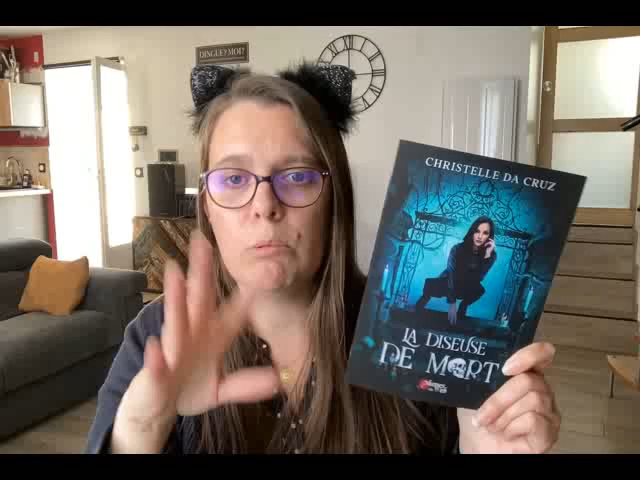 DINGUE? MOI?
CHRISTELLE DA CRUZ
LA DISEUSE
DE MORT